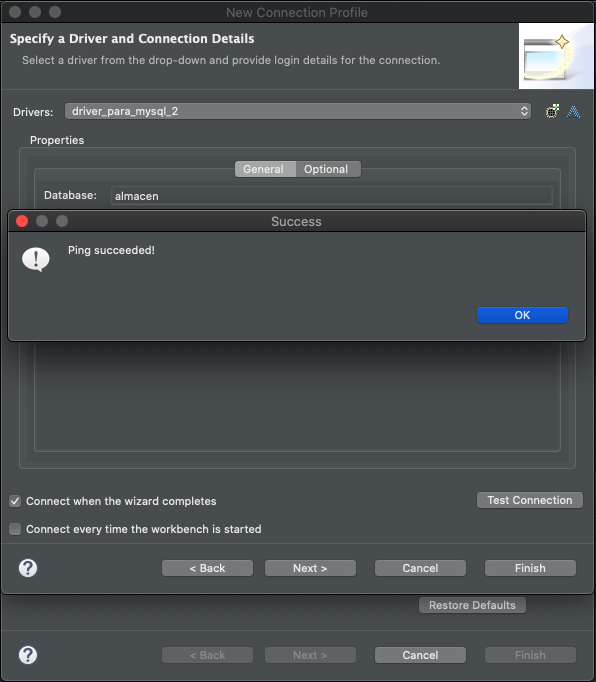 New Connection Profile
Specify a Driver and Connection Details
Select a driver from the drop-down and provide login details for the connection.
Drivers: driver_para_mysql_2
Properties
General Optional
Database: almacen
Success
Ping succeeded!
OK
Connect when the wizard completes Test Connection
Connect every time the workbench is started
? < Back Next > Cancel Finish
Restore Defaults
? < Back Next > Cancel Finish